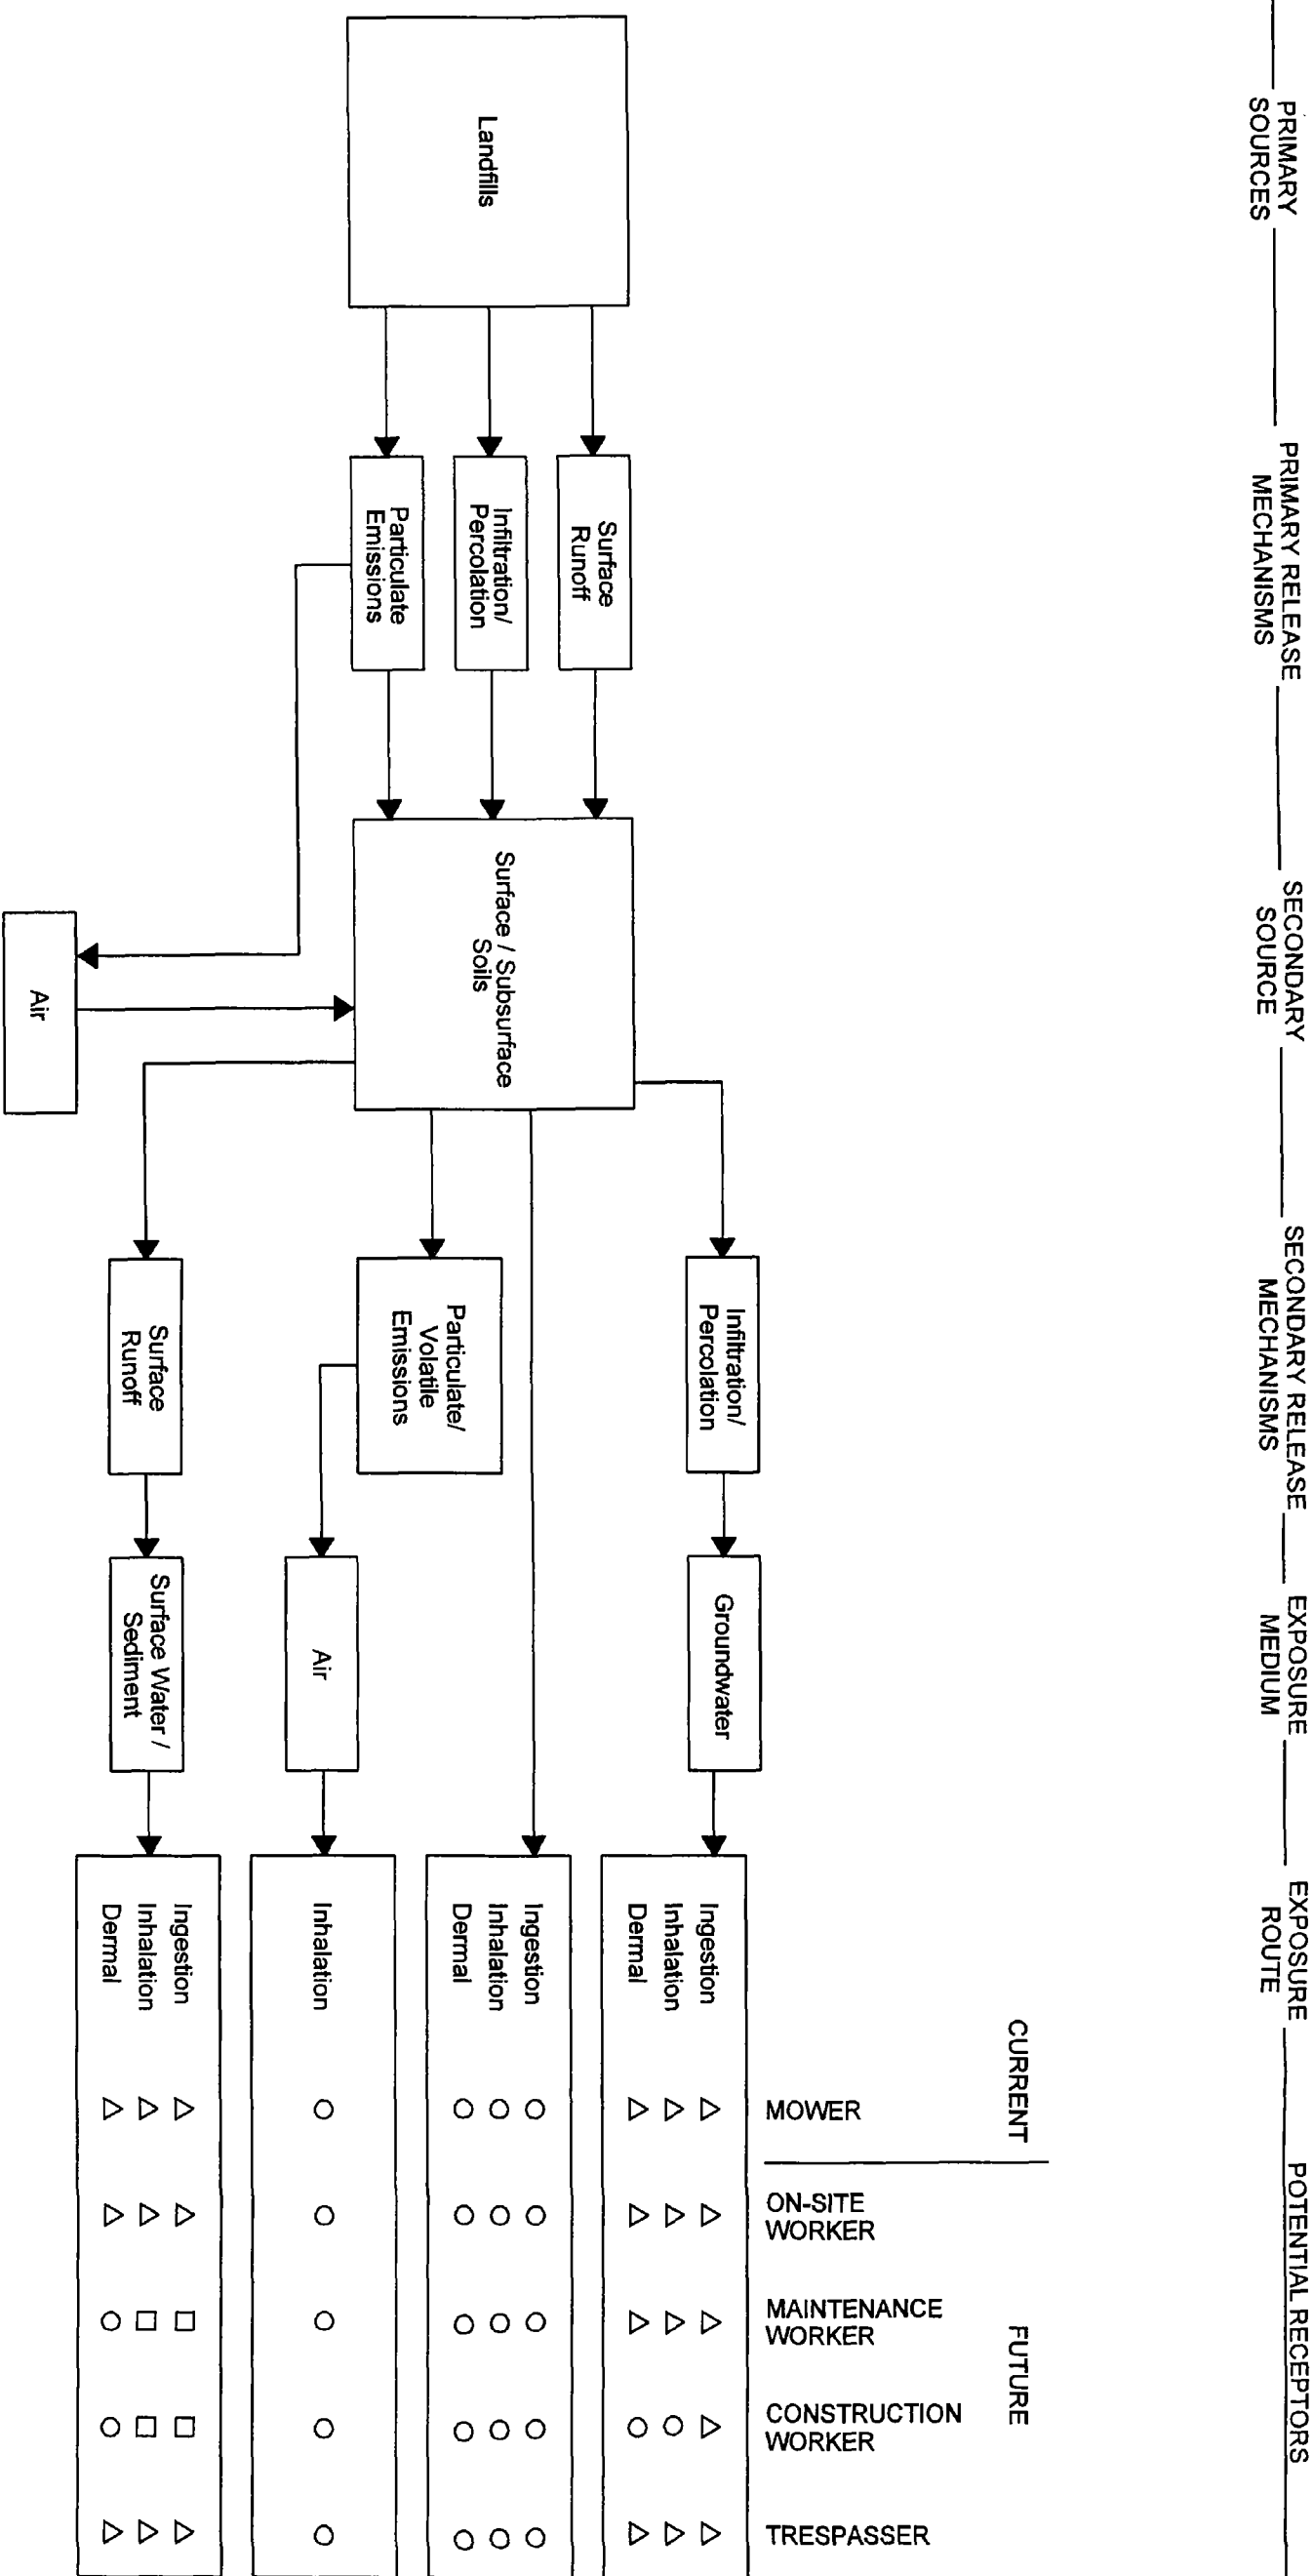 PRIMARY
SOURCES
PRIMARY RELEASE
MECHANISMS
SECONDARY
SOURCE
SECONDARY RELEASE
MECHANISMS
EXPOSURE
MEDIUM
EXPOSURE
ROUTE
POTENTIAL RECEPTORS
CURRENT
FUTURE
MOWER
ON-SITE
WORKER
MAINTENANCE
WORKER
CONSTRUCTION
WORKER
TRESPASSER
Landfills
Surface
Runoff
Infiltration/
Percolation
Particulate
Emissions
Surface / Subsurface
Soils
Air
Infiltration/
Percolation
Particulate/
Volatile
Emissions
Surface
Runoff
Groundwater
Air
Surface Water /
Sediment
Ingestion
Inhalation
Dermal
Ingestion
Inhalation
Dermal
Inhalation
Ingestion
Inhalation
Dermal